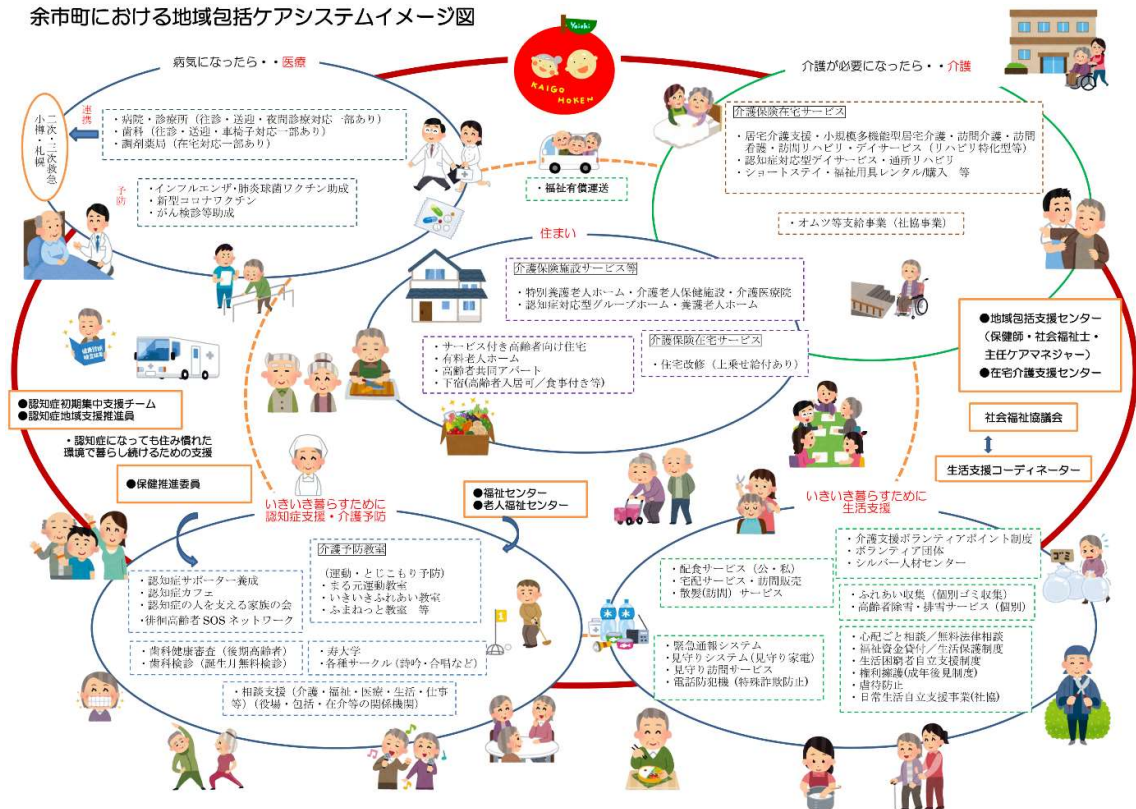 余市町における地域包括ケアシステムイメージ図
Yoichi
KAIGO
HOKEN
病気になったら・・医療
連携
二次・三次救急
小樽・札幌
・病院・診療所（往診・送迎・夜間診療対応一部あり）
・歯科（往診・送迎・車椅子対応一部あり）
・調剤薬局（在宅対応一部あり）
予防
・インフルエンザ・肺炎球菌ワクチン助成
・新型コロナワクチン
・がん検診等助成
・福祉有償運送
介護が必要になったら・・介護
介護保険在宅サービス
・居宅介護支援・小規模多機能型居宅介護・訪問介護・訪問
看護・訪問リハビリ・デイサービス（リハビリ特化型等）
・認知症対応型デイサービス・通所リハビリ
・ショートステイ・福祉用具レンタル/購入　等
・オムツ等支給事業（社協事業）
住まい
介護保険施設サービス等
・特別養護老人ホーム・介護老人保健施設・介護医療院
・認知症対応型グループホーム・養護老人ホーム
・サービス付き高齢者向け住宅
・有料老人ホーム
・高齢者共同アパート
・下宿(高齢者入居可／食事付き等)
介護保険在宅サービス
・住宅改修（上乗せ給付あり）
●地域包括支援センター
（保健師・社会福祉士・
主任ケアマネジャー）
●在宅介護支援センター
社会福祉協議会
生活支援コーディネーター
●認知症初期集中支援チーム
●認知症地域支援推進員
・認知症になっても住み慣れた
環境で暮らし続けるための支援
●保健推進委員
●福祉センター
●老人福祉センター
いきいき暮らすために
認知症支援・介護予防
・認知症サポーター養成
・認知症カフェ
・認知症の人を支える家族の会
・徘徊高齢者SOSネットワーク
介護予防教室
(運動・とじこもり予防)
・まる元運動教室
・いきいきふれあい教室
・ふまねっと教室　等
・歯科健康審査（後期高齢者）
・歯科検診（誕生月無料検診）
・寿大学
・各種サークル(詩吟・合唱など)
・相談支援（介護・福祉・医療・生活・仕事
等）（役場・包括・在介等の関係機関）
1
いきいき暮らすために
生活支援
・介護支援ボランティアポイント制度
・ボランティア団体
・シルバー人材センター
・配食サービス（公・私）
・宅配サービス・訪問販売
・散髪(訪問）サービス
・ふれあい収集（個別ゴミ収集）
・高齢者除雪・排雪サービス（個別）
ゴミ
水
水
・緊急通報システム
・見守りシステム(見守り家電)
・見守り訪問サービス
・電話防犯機（特殊詐欺防止）
・心配ごと相談／無料法律相談
・福祉資金貸付／生活保護制度
・生活困窮者自立支援制度
・権利擁護(成年後見制度)
・虐待防止
・日常生活自立支援事業(社協)